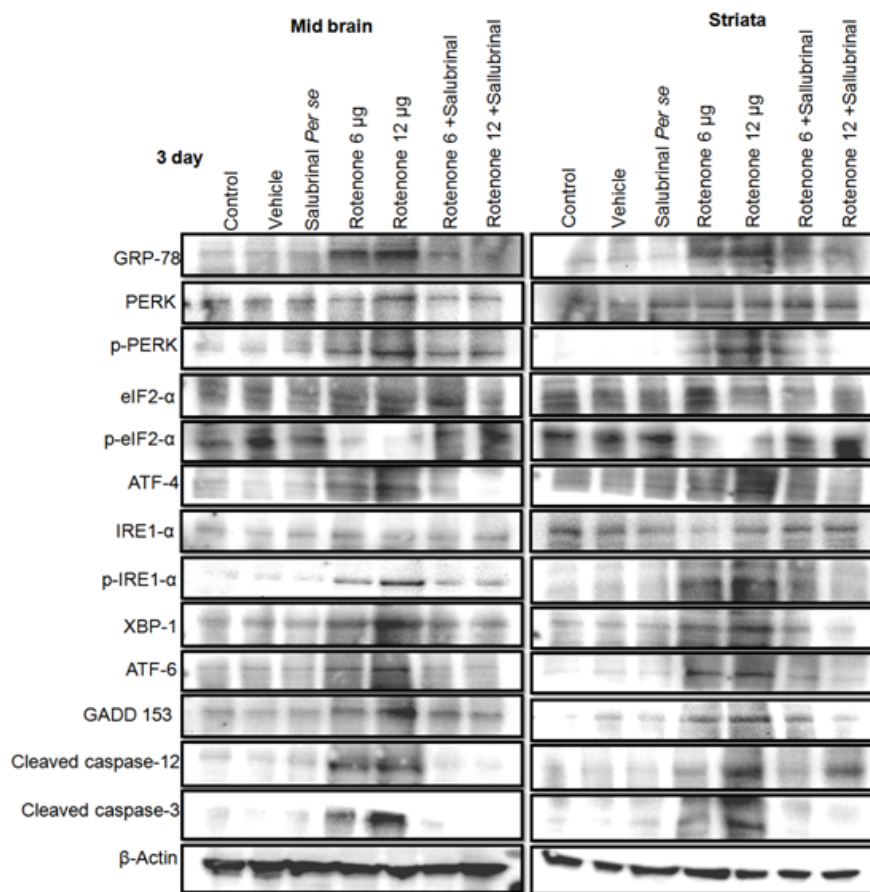 Mid brain
Striata
3 day
Control
Vehicle
Salubrinal Per se
Rotenone 6 µg
Rotenone 12 µg
Rotenone 6 +Salubrinal
Rotenone 12 +Sallubrinal
Control
Vehicle
Salubrinal Per se
Rotenone 6 µg
Rotenone 12 µg
Rotenone 6 +Sallubrinal
Rotenone 12 +Sallubrinal
GRP-78
PERK
p-PERK
eIF2-α
p-eIF2-α
ATF-4
IRE1-α
p-IRE1-α
XBP-1
ATF-6
GADD 153
Cleaved caspase-12
Cleaved caspase-3
β-Actin